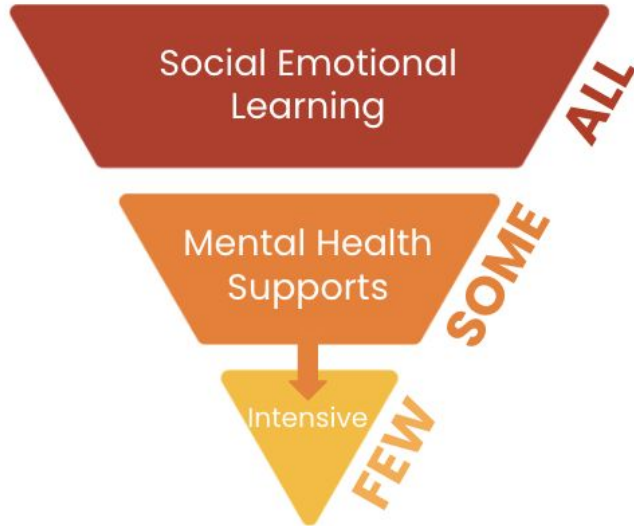 Social Emotional
Learning
ALL
Mental Health
Supports
SOME
Intensive
FEW